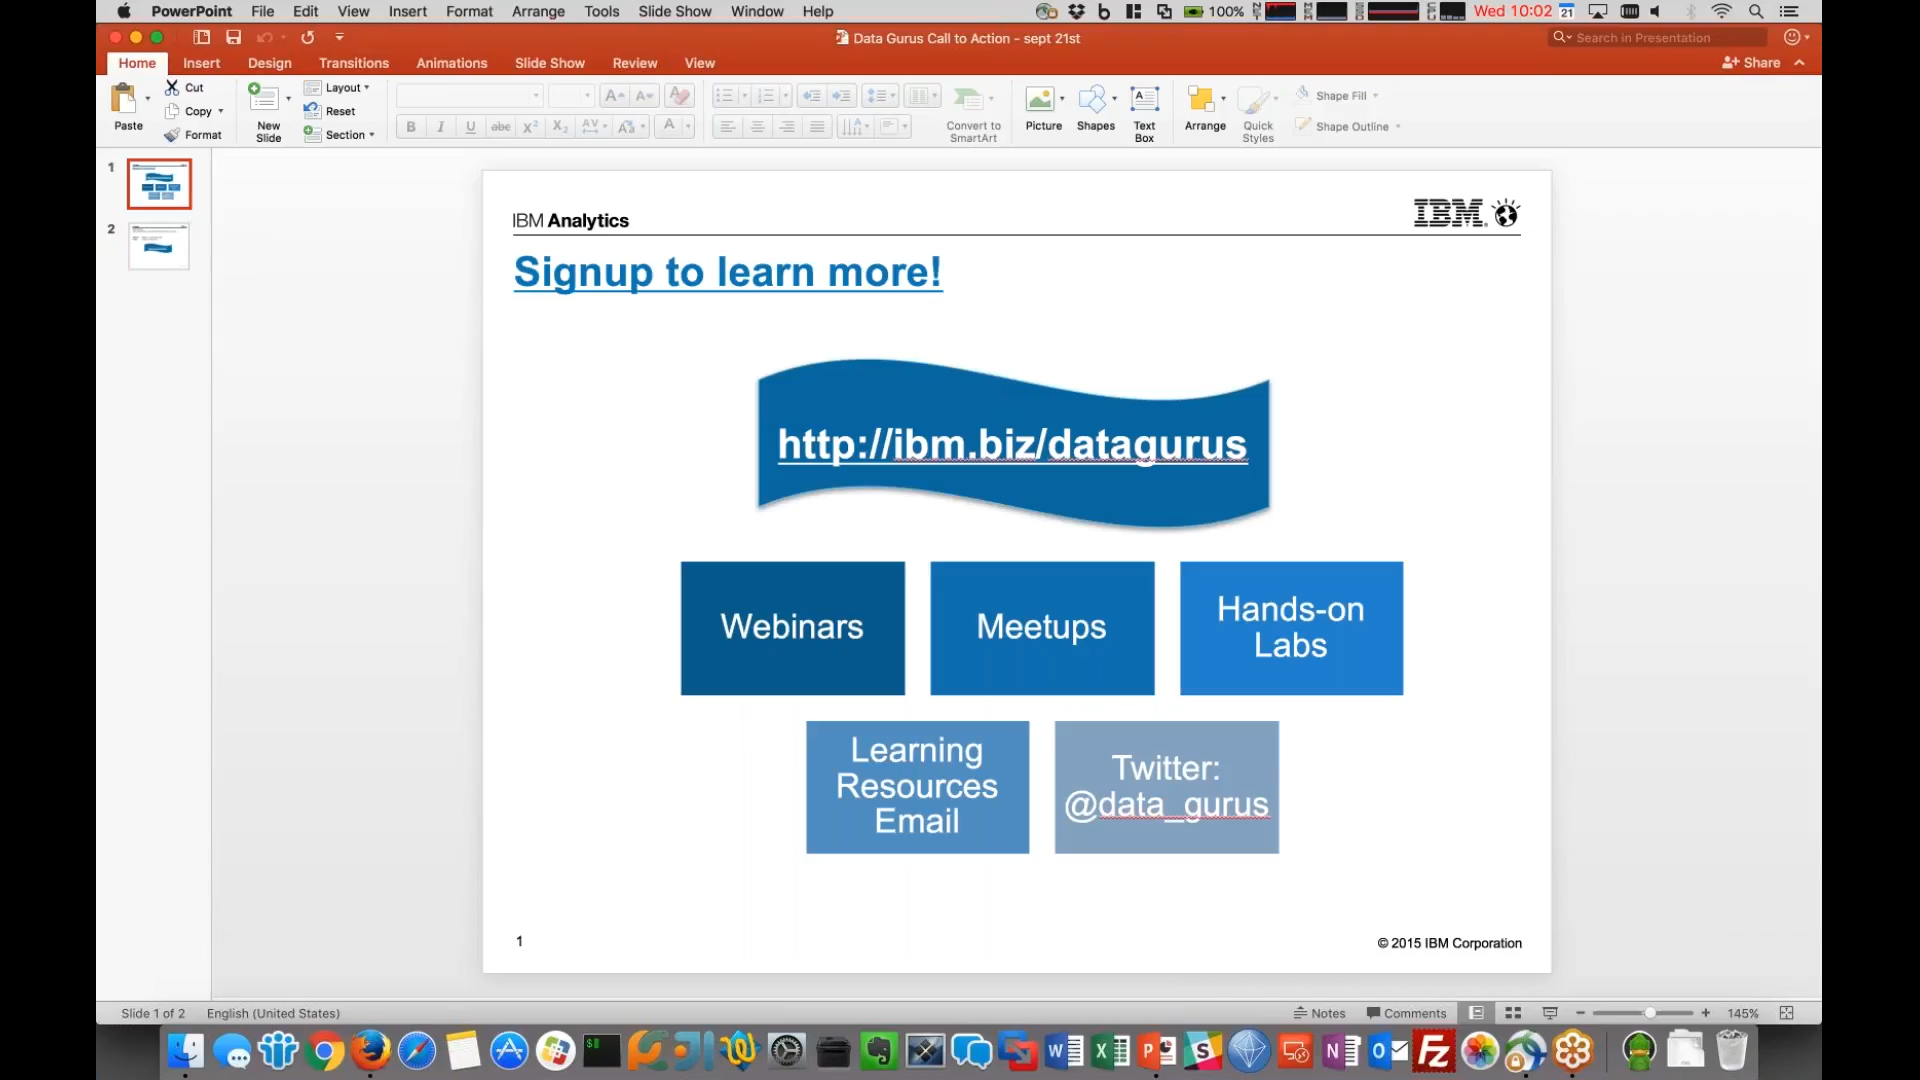 PowerPoint File Edit View Insert Format Arrange Tools Slide Show Window Help 100% Wed 10:02 21
Data Gurus Call to Action - sept 21st
Search in Presentation
Home Insert Design Transitions Animations Slide Show Review View Share
Paste Cut Copy Format
New Slide Layout Reset Section
Convert to SmartArt
Picture Shapes Text Box Arrange Quick Styles
Shape Fill
Shape Outline
1
2
IBM Analytics
IBM
Signup to learn more!
http://ibm.biz/datagurus
Webinars
Meetups
Hands-on
Labs
Learning
Resources
Email
Twitter:
@data_gurus
1
© 2015 IBM Corporation
Slide 1 of 2 English (United States) Notes Comments 145%